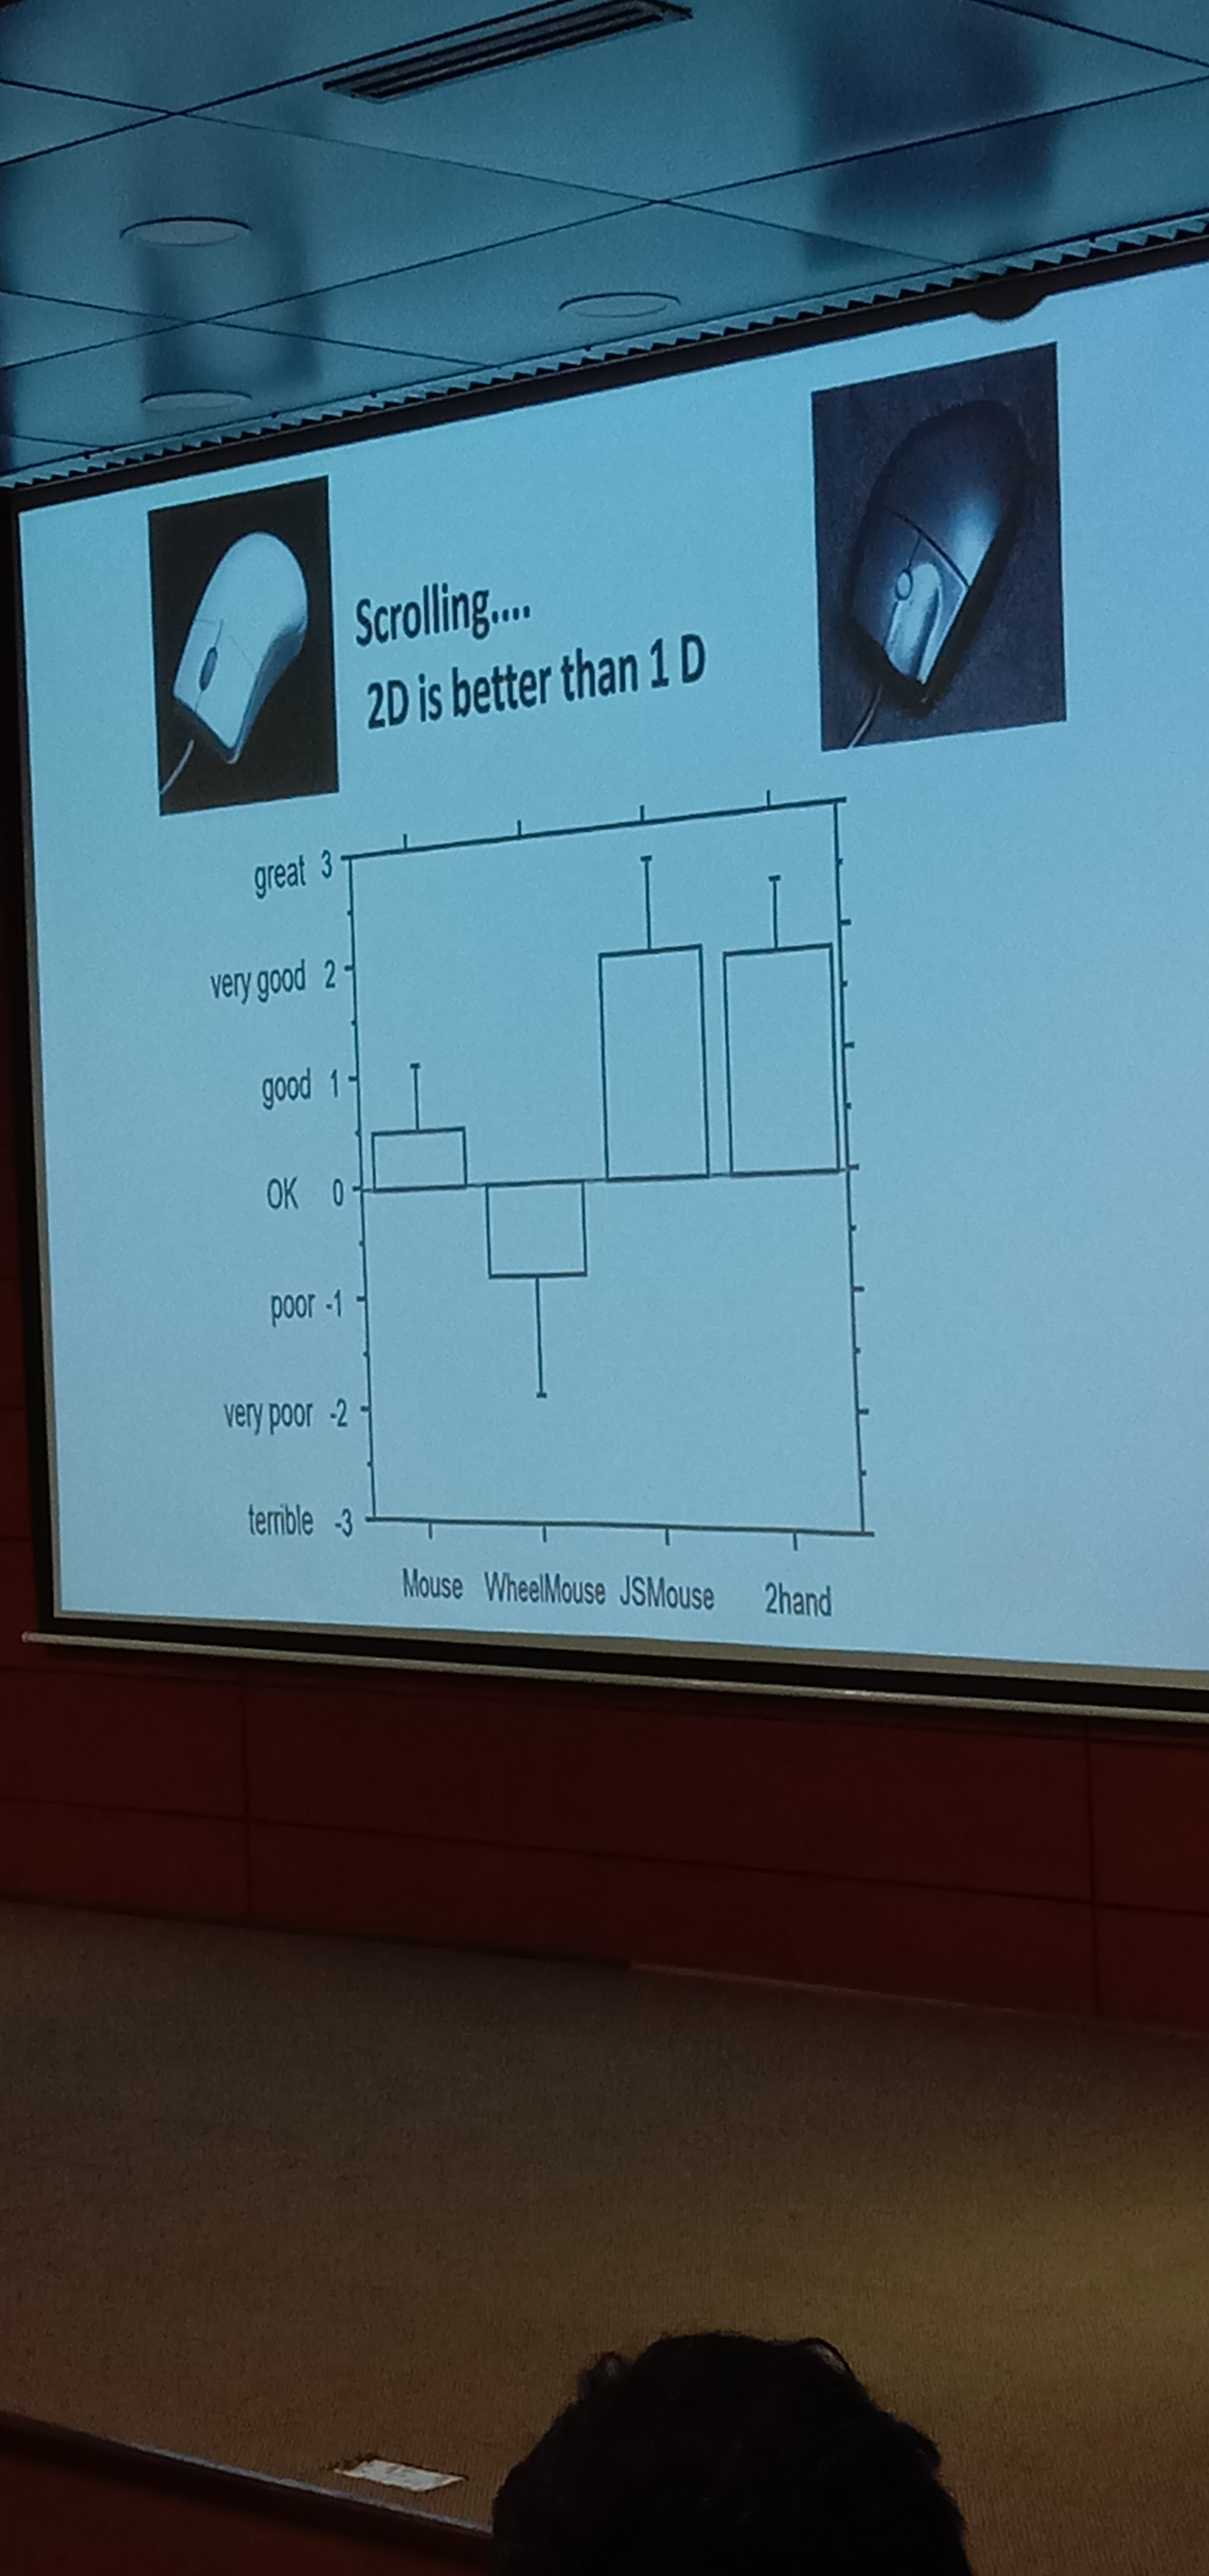 Scrolling....
2D is better than 1 D
great 3
very good 2
good 1
OK 0
poor -1
very poor -2
terrible -3
Mouse WheelMouse JSMouse 2hand